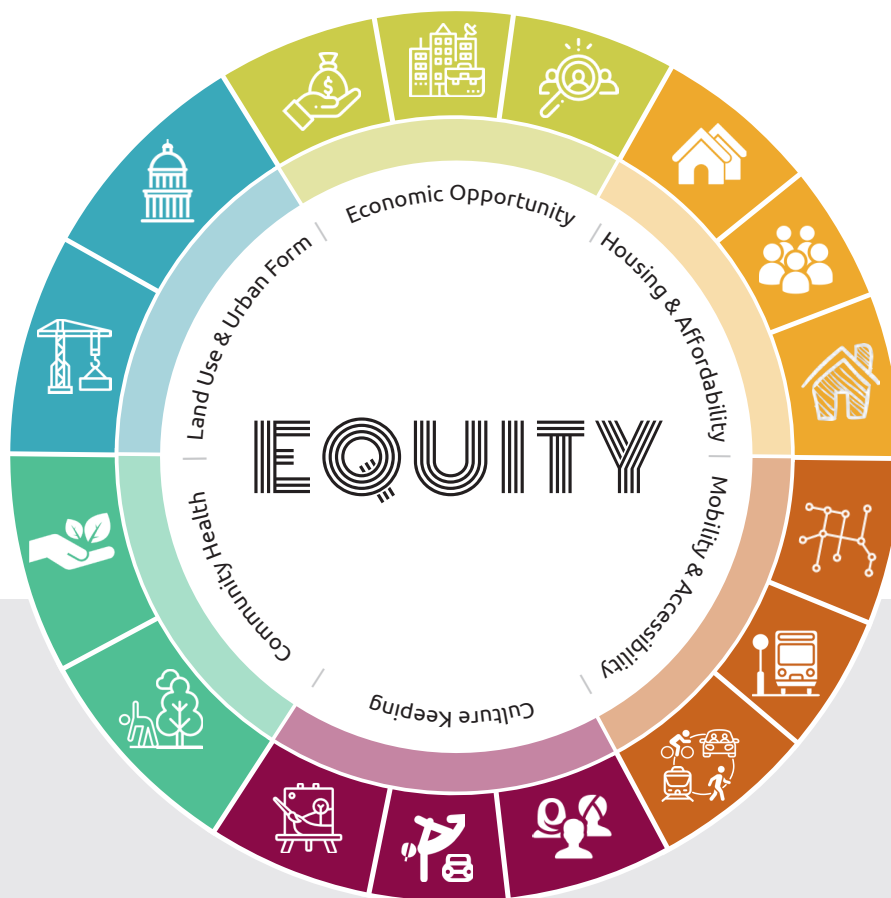 Economic Opportunity
Housing & Affordability
Mobility & Accessibility
Culture Keeping
Community Health
Land Use & Urban Form
EQUITY
$